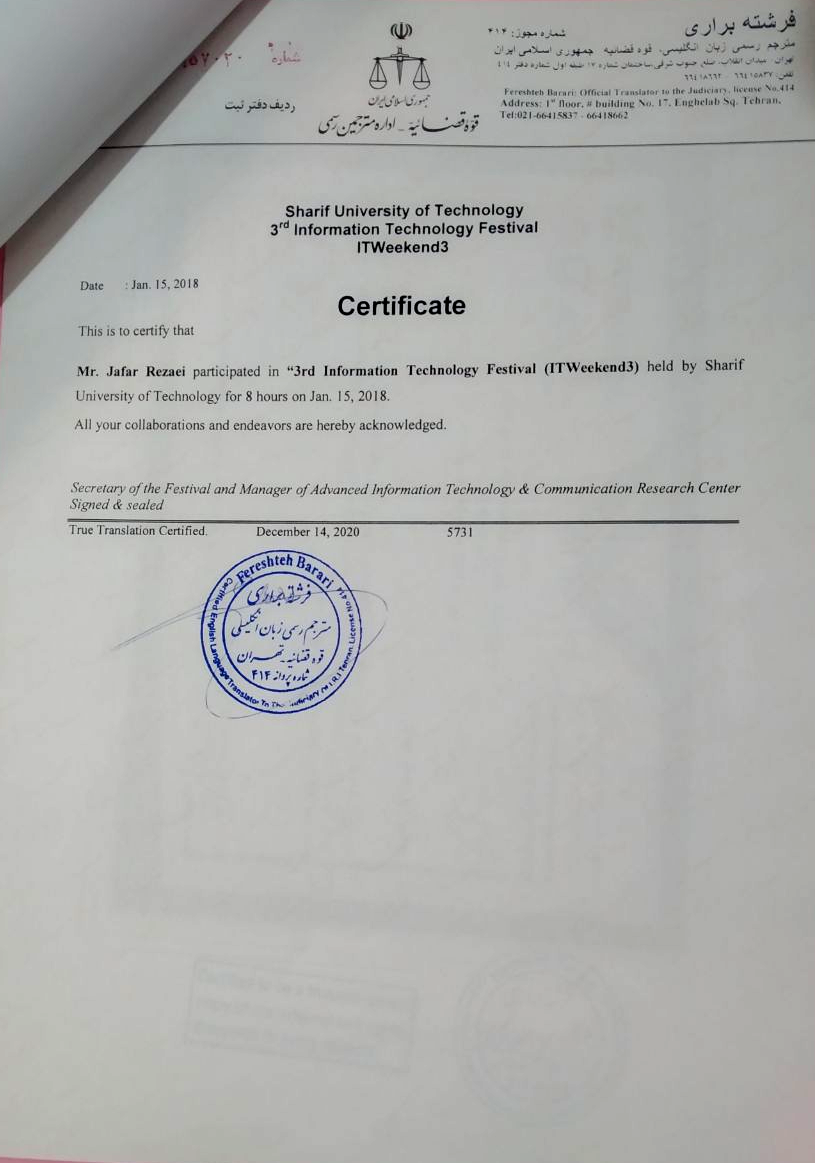 فرشته براری
شماره مجوز: ۴۱۴
مترجم رسمی زبان انگلیسی، قوه قضائیه جمهوری اسلامی ایران
تهران میدان انقلاب، ضلع جنوب شرقی، ساختمان شماره ۱۷ طبقه اول شماره دفتر ٤١٤
تلفن: ٦٦٤١٥٨٣٧ - ٦٦٤١٨٦٦٢
Fereshteh Barari: Official Translator to the Judiciary, license No.414
Address: 1st floor, # building No. 17, Enghelab Sq. Tehran,
Tel:021-66415837 - 66418662
جمهوری اسلامی ایران
قوه قضائیه - اداره مترجمین رسمی
شماره
ردیف دفتر ثبت
Sharif University of Technology
3rd Information Technology Festival
ITWeekend3
Date : Jan. 15, 2018
Certificate
This is to certify that
Mr. Jafar Rezaei participated in “3rd Information Technology Festival (ITWeekend3) held by Sharif
University of Technology for 8 hours on Jan. 15, 2018.
All your collaborations and endeavors are hereby acknowledged.
Secretary of the Festival and Manager of Advanced Information Technology & Communication Research Center
Signed & sealed
True Translation Certified. December 14, 2020 5731
Fereshteh Barari
Certified English Language Translator To The Judiciary of I.R.I Tehran License No 414
فرشته براری
مترجم رسمی زبان انگلیسی
قوه قضائیه - تهران
شماره پروانه ۴۱۴